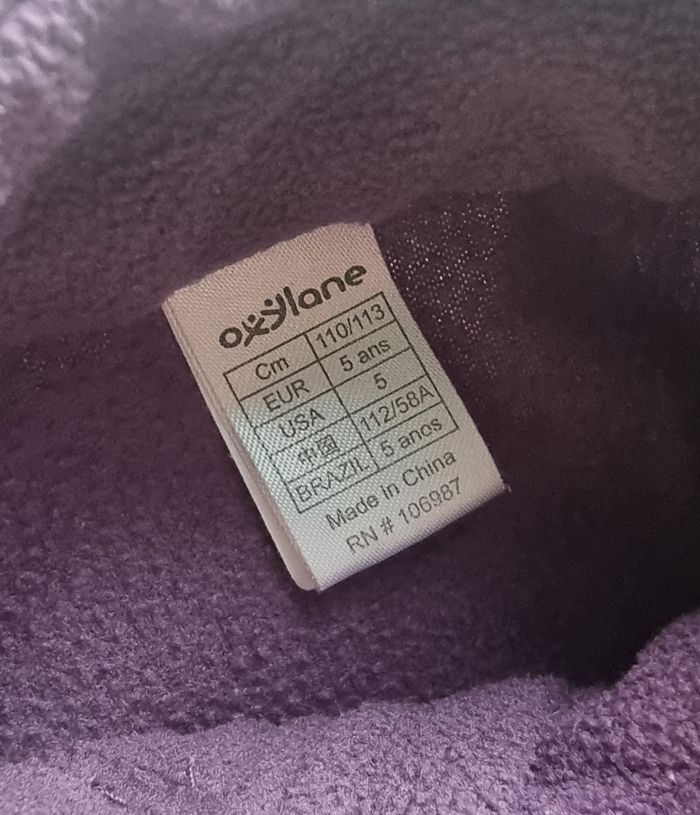 oxylane
Cm 110/113
EUR 5 ans
USA 5
中国 112/58A
BRAZIL 5 anos
Made in China
RN # 106987